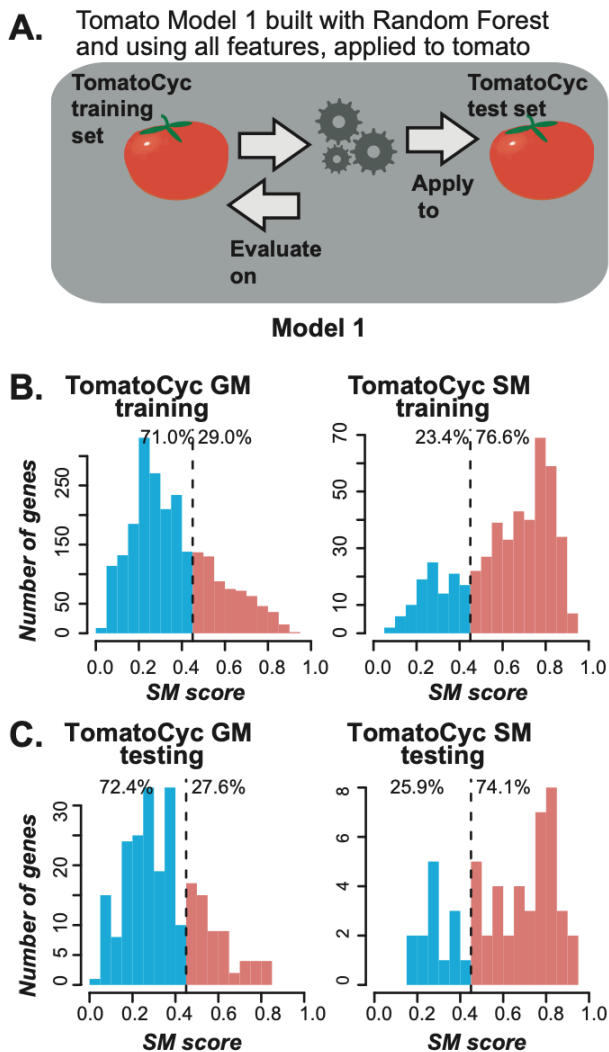 A. Tomato Model 1 built with Random Forest
and using all features, applied to tomato
TomatoCyc
training
set
TomatoCyc
test set
Apply
to
Evaluate
on
Model 1
B. TomatoCyc GM
training
TomatoCyc SM
training
71.0% 29.0%
23.4% 76.6%
Number of genes
0 50 150 250
0.0 0.2 0.4 0.6 0.8 1.0
SM score
0 10 30 50 70
0.0 0.2 0.4 0.6 0.8 1.0
SM score
C. TomatoCyc GM
testing
TomatoCyc SM
testing
72.4% 27.6%
25.9% 74.1%
Number of genes
0 5 10 20 30
0.0 0.2 0.4 0.6 0.8 1.0
SM score
0 2 4 6 8
0.0 0.2 0.4 0.6 0.8 1.0
SM score